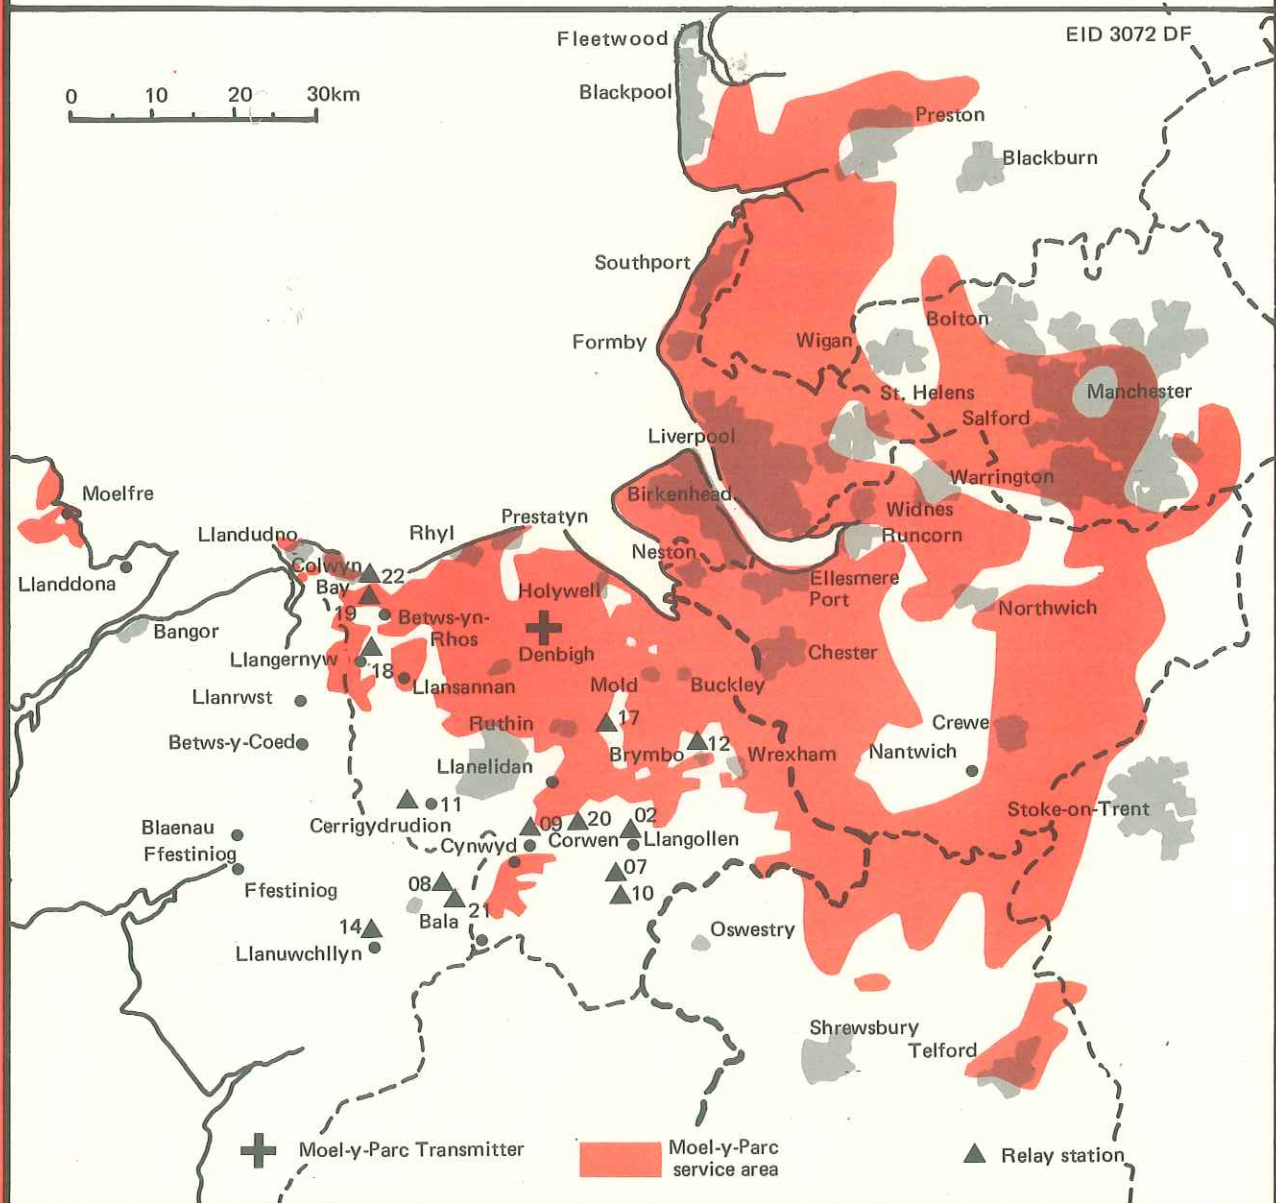 EID 3072 DF
0 10 20 30km
Fleetwood
Blackpool
Preston
Blackburn
Southport
Formby
Wigan
Bolton
St. Helens
Manchester
Salford
Liverpool
Warrington
Birkenhead
Widnes
Moelfre
Llandudno
Rhyl
Prestatyn
Neston
Runcorn
Colwyn
Bay
22
Llanddona
Holywell
Ellesmere
Port
Northwich
19
Betws-yn-
Rhos
Bangor
Denbigh
Chester
Llangernyw
18
Llansannan
Mold
Buckley
Llanrwst
Ruthin
17
Crewe
Betws-y-Coed
Brymbo
12
Wrexham
Nantwich
Llanelidan
11
Stoke-on-Trent
Cerrigydrudion
Blaenau
Ffestiniog
09
20
02
Cynwyd
Corwen
Llangollen
07
Ffestiniog
08
10
21
Bala
14
Oswestry
Llanuwchllyn
Shrewsbury
Telford
Moel-y-Parc Transmitter
Moel-y-Parc
service area
Relay station